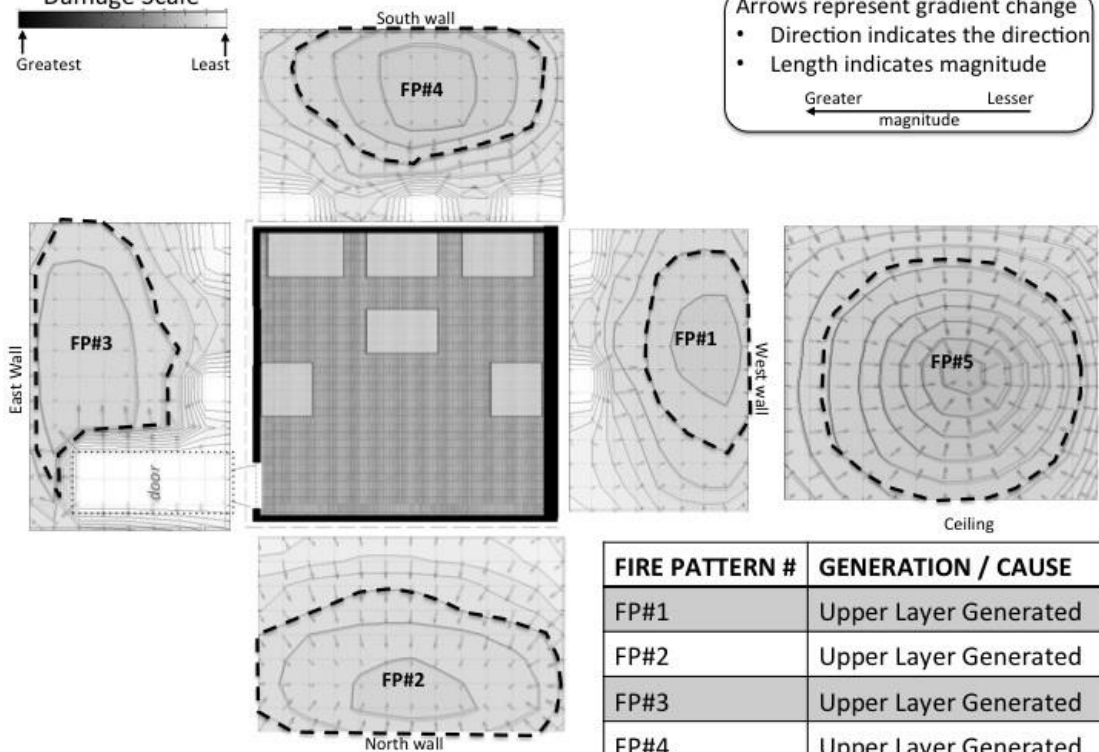 Damage Scale
Greatest
Least
South wall
Arrows represent gradient change
• Direction indicates the direction
• Length indicates magnitude
Greater
Lesser
magnitude
FP#4
East Wall
FP#3
door
FP#1
West wall
FP#5
Ceiling
FP#2
North wall
FIRE PATTERN # GENERATION / CAUSE
FP#1 Upper Layer Generated
FP#2 Upper Layer Generated
FP#3 Upper Layer Generated
FP#4 Upper Layer Generated